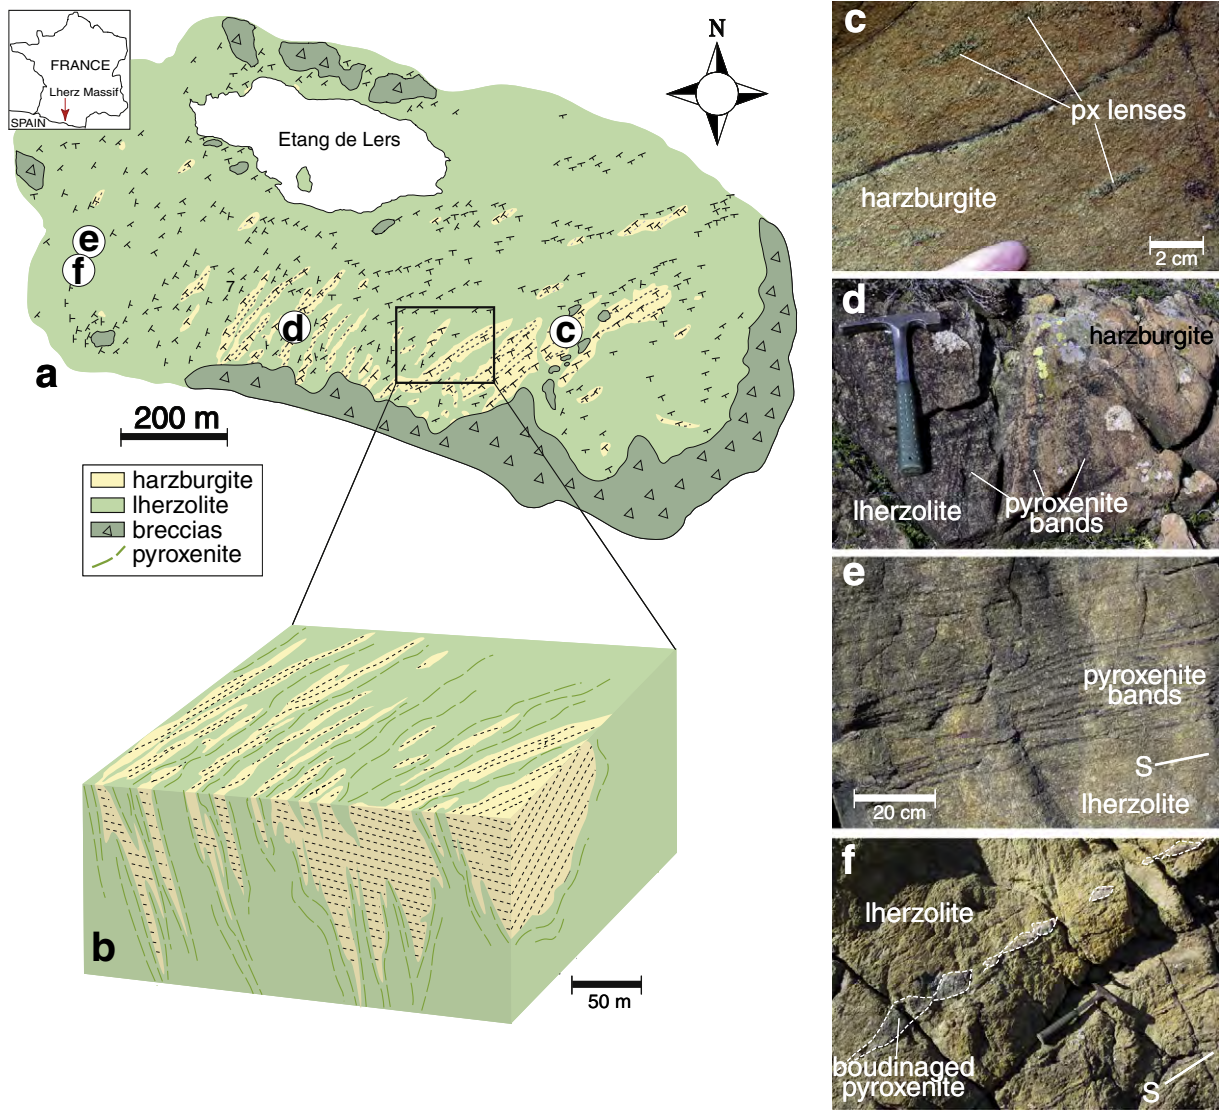 FRANCE
Lherz Massif
SPAIN
N
Etang de Lers
e
f
7
d
c
a
200 m
harzburgite
lherzolite
breccias
pyroxenite
b
50 m
c
px lenses
harzburgite
2 cm
d
harzburgite
lherzolite
pyroxenite
bands
e
pyroxenite
bands
S
20 cm
lherzolite
f
lherzolite
boudinaged
pyroxenite
S